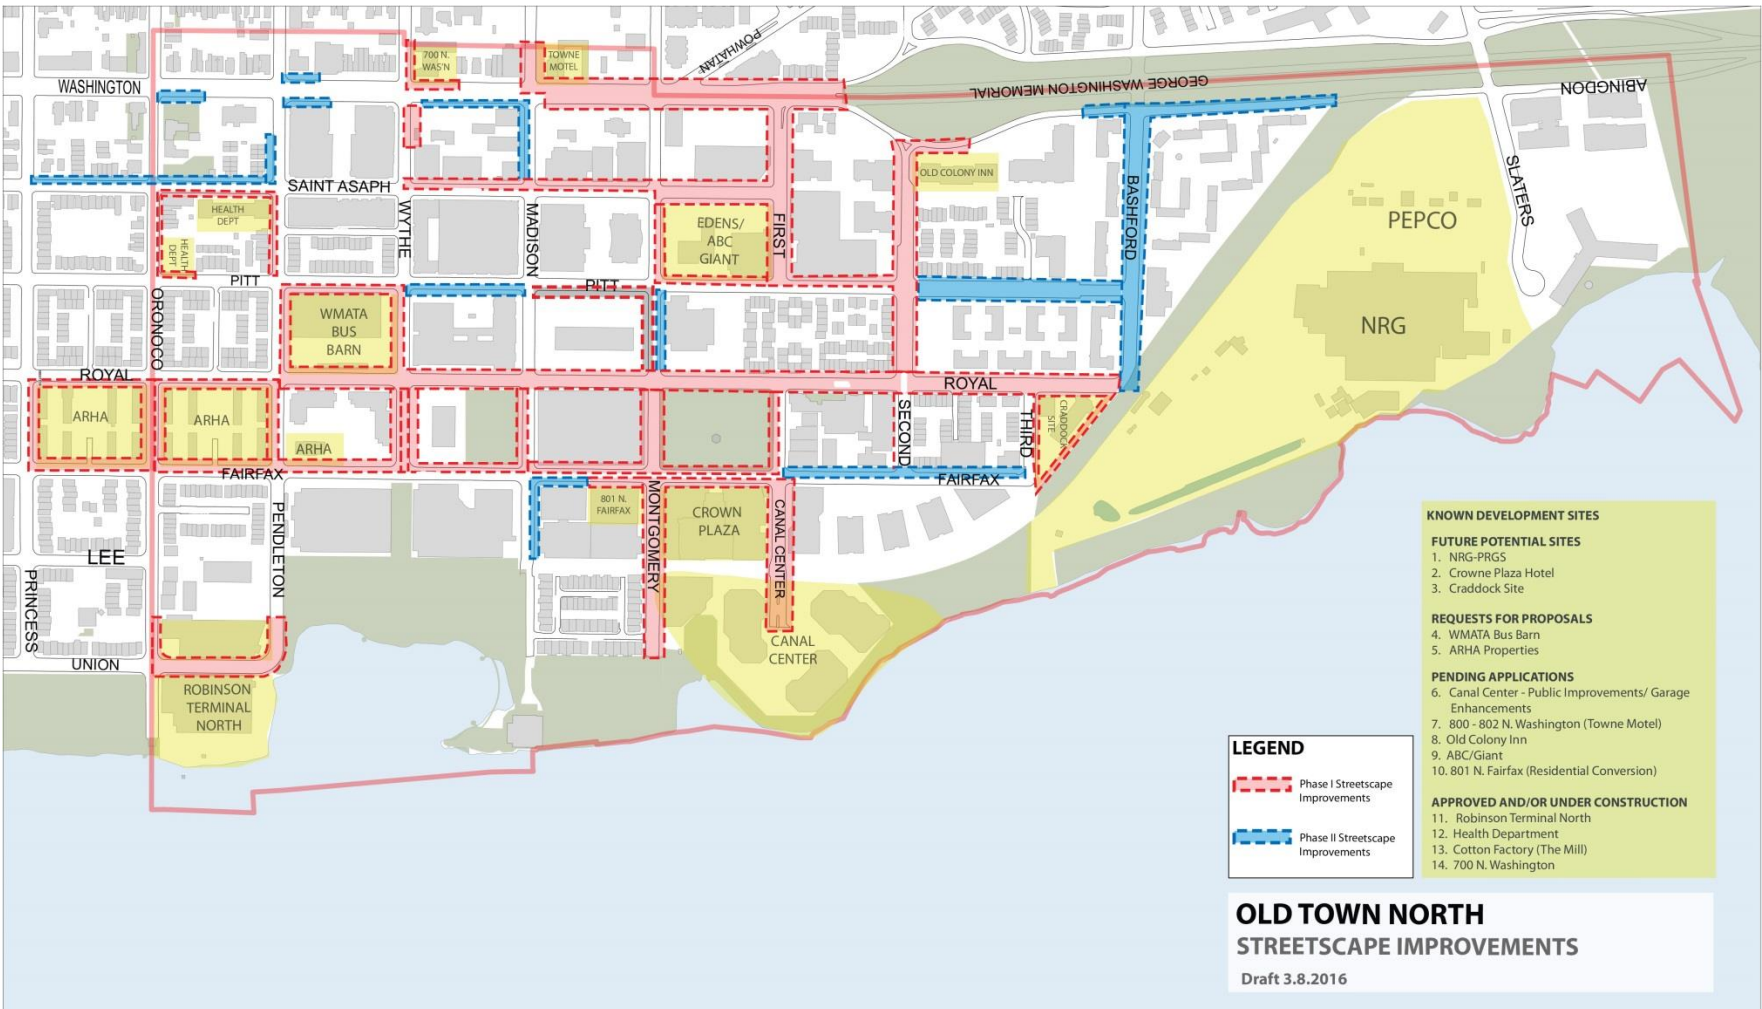 POWHATAN
700 N.
WAS'N
TOWNE
MOTEL
WASHINGTON
GEORGE WASHINGTON MEMORIAL
ABINGDON
OLD COLONY INN
SAINT ASAPH
HEALTH
DEPT
HEALTH
DEPT
WYTHE
MADISON
EDENS/
ABC
GIANT
FIRST
BASHFORD
SLATERS
PEPCO
PITT
PITT
ORONOCO
WMATA
BUS
BARN
NRG
ROYAL
ROYAL
ARHA
ARHA
ARHA
SECOND
THIRD
CRADDOCK
SITE
FAIRFAX
FAIRFAX
PENDLETON
801 N.
FAIRFAX
MONTGOMERY
CROWN
PLAZA
CANAL CENTER
LEE
PRINCESS
UNION
CANAL
CENTER
ROBINSON
TERMINAL
NORTH
KNOWN DEVELOPMENT SITES
FUTURE POTENTIAL SITES
1. NRG-PRGS
2. Crowne Plaza Hotel
3. Craddock Site
REQUESTS FOR PROPOSALS
4. WMATA Bus Barn
5. ARHA Properties
PENDING APPLICATIONS
6. Canal Center - Public Improvements/ Garage
Enhancements
7. 800 - 802 N. Washington (Towne Motel)
8. Old Colony Inn
9. ABC/Giant
10. 801 N. Fairfax (Residential Conversion)
APPROVED AND/OR UNDER CONSTRUCTION
11. Robinson Terminal North
12. Health Department
13. Cotton Factory (The Mill)
14. 700 N. Washington
LEGEND
Phase I Streetscape
Improvements
Phase II Streetscape
Improvements
OLD TOWN NORTH
STREETSCAPE IMPROVEMENTS
Draft 3.8.2016